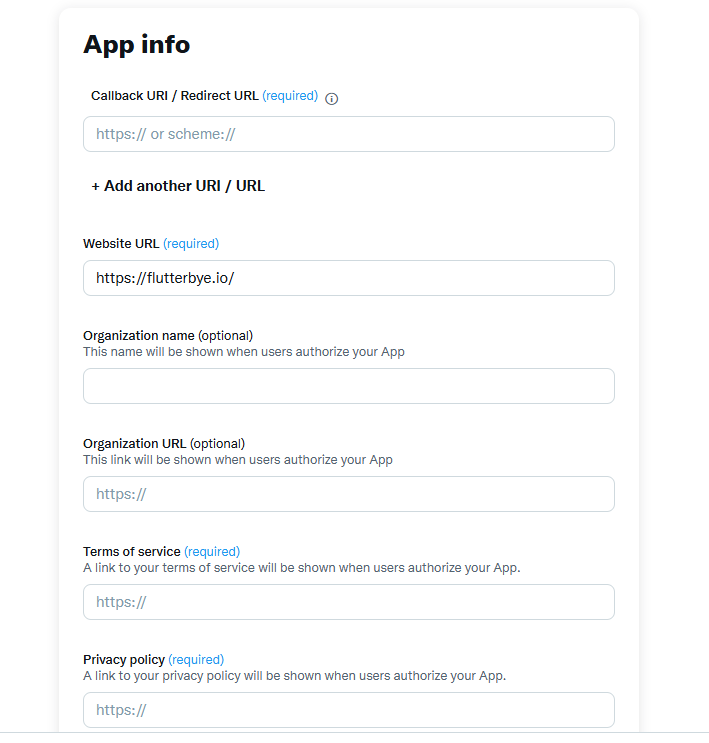 App info
Callback URI / Redirect URL (required)
https:// or scheme://
+ Add another URI / URL
Website URL (required)
https://flutterbye.io/
Organization name (optional)
This name will be shown when users authorize your App
Organization URL (optional)
This link will be shown when users authorize your App
https://
Terms of service (required)
A link to your terms of service will be shown when users authorize your App.
https://
Privacy policy (required)
A link to your privacy policy will be shown when users authorize your App.
https://